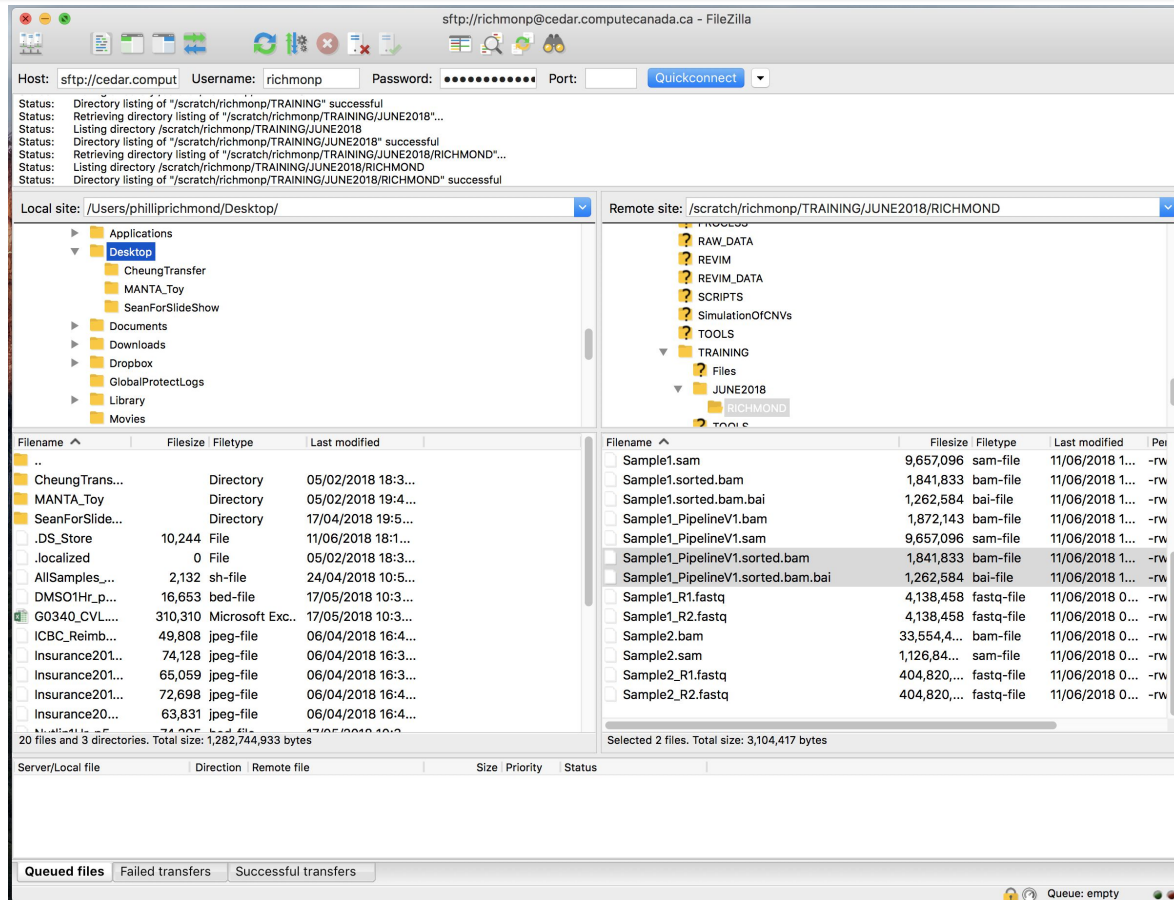 sftp://richmonp@cedar.computecanada.ca - FileZilla
Host: sftp://cedar.comput Username: richmonp Password: ●●●●●●●●●●●● Port: Quickconnect
Status: Directory listing of "/scratch/richmonp/TRAINING" successful
Status: Retrieving directory listing of "/scratch/richmonp/TRAINING/JUNE2018"...
Status: Listing directory /scratch/richmonp/TRAINING/JUNE2018
Status: Directory listing of "/scratch/richmonp/TRAINING/JUNE2018" successful
Status: Retrieving directory listing of "/scratch/richmonp/TRAINING/JUNE2018/RICHMOND"...
Status: Listing directory /scratch/richmonp/TRAINING/JUNE2018/RICHMOND
Status: Directory listing of "/scratch/richmonp/TRAINING/JUNE2018/RICHMOND" successful
Local site: /Users/philliprichmond/Desktop/
Applications
Desktop
CheungTransfer
MANTA_Toy
SeanForSlideShow
Documents
Downloads
Dropbox
GlobalProtectLogs
Library
Movies
Remote site: /scratch/richmonp/TRAINING/JUNE2018/RICHMOND
PROCESS
RAW_DATA
REVIM
REVIM_DATA
SCRIPTS
SimulationOfCNVs
TOOLS
TRAINING
Files
JUNE2018
RICHMOND
TOOLS
Filename Filesize Filetype Last modified
..
CheungTrans... Directory 05/02/2018 18:3...
MANTA_Toy Directory 05/02/2018 19:4...
SeanForSlide... Directory 17/04/2018 19:5...
.DS_Store 10,244 File 11/06/2018 18:1...
.localized 0 File 05/02/2018 18:3...
AllSamples_... 2,132 sh-file 24/04/2018 10:5...
DMSO1Hr_p... 16,653 bed-file 17/05/2018 10:3...
G0340_CVL.... 310,310 Microsoft Exc... 17/05/2018 10:3...
ICBC_Reimb... 49,808 jpeg-file 06/04/2018 16:4...
Insurance201... 74,128 jpeg-file 06/04/2018 16:3...
Insurance201... 65,059 jpeg-file 06/04/2018 16:3...
Insurance201... 72,698 jpeg-file 06/04/2018 16:4...
Insurance20... 63,831 jpeg-file 06/04/2018 16:4...
20 files and 3 directories. Total size: 1,282,744,933 bytes
Filename Filesize Filetype Last modified Per
Sample1.sam 9,657,096 sam-file 11/06/2018 1... -rw
Sample1.sorted.bam 1,841,833 bam-file 11/06/2018 1... -rw
Sample1.sorted.bam.bai 1,262,584 bai-file 11/06/2018 1... -rw
Sample1_PipelineV1.bam 1,872,143 bam-file 11/06/2018 1... -rw
Sample1_PipelineV1.sam 9,657,096 sam-file 11/06/2018 1... -rw
Sample1_PipelineV1.sorted.bam 1,841,833 bam-file 11/06/2018 1... -rw
Sample1_PipelineV1.sorted.bam.bai 1,262,584 bai-file 11/06/2018 1... -rw
Sample1_R1.fastq 4,138,458 fastq-file 11/06/2018 0... -rw
Sample1_R2.fastq 4,138,458 fastq-file 11/06/2018 0... -rw
Sample2.bam 33,554,4... bam-file 11/06/2018 0... -rw
Sample2.sam 1,126,84... sam-file 11/06/2018 0... -rw
Sample2_R1.fastq 404,820,... fastq-file 11/06/2018 0... -rw
Sample2_R2.fastq 404,820,... fastq-file 11/06/2018 0... -rw
Selected 2 files. Total size: 3,104,417 bytes
Server/Local file Direction Remote file Size Priority Status
Queued files Failed transfers Successful transfers
Queue: empty